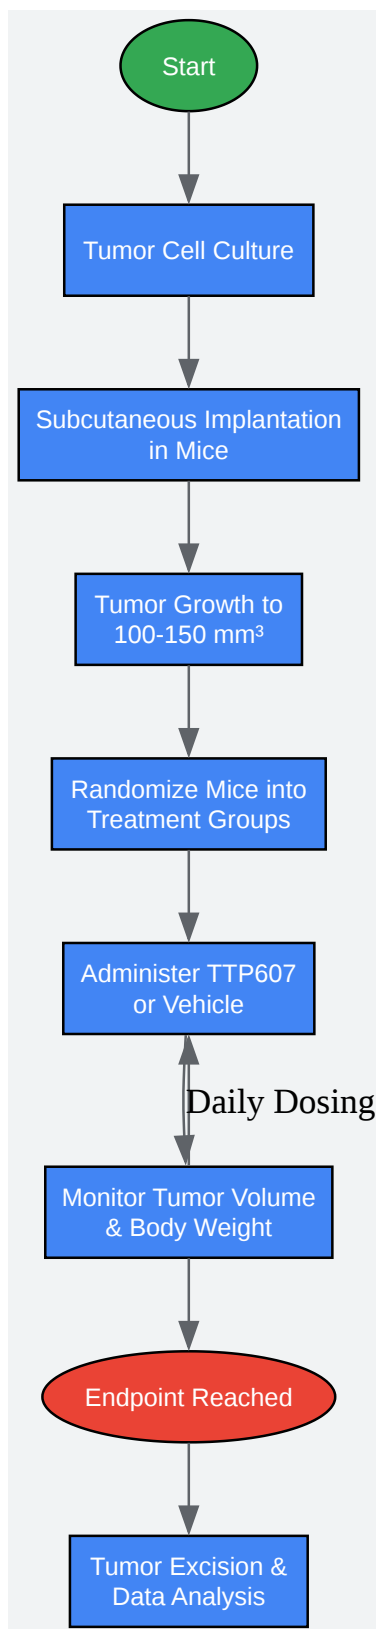 Start
Tumor Cell Culture
Subcutaneous Implantation
in Mice
Tumor Growth to
100-150 mm³
Randomize Mice into
Treatment Groups
Administer TTP607
or Vehicle
Daily Dosing
Monitor Tumor Volume
& Body Weight
Endpoint Reached
Tumor Excision &
Data Analysis